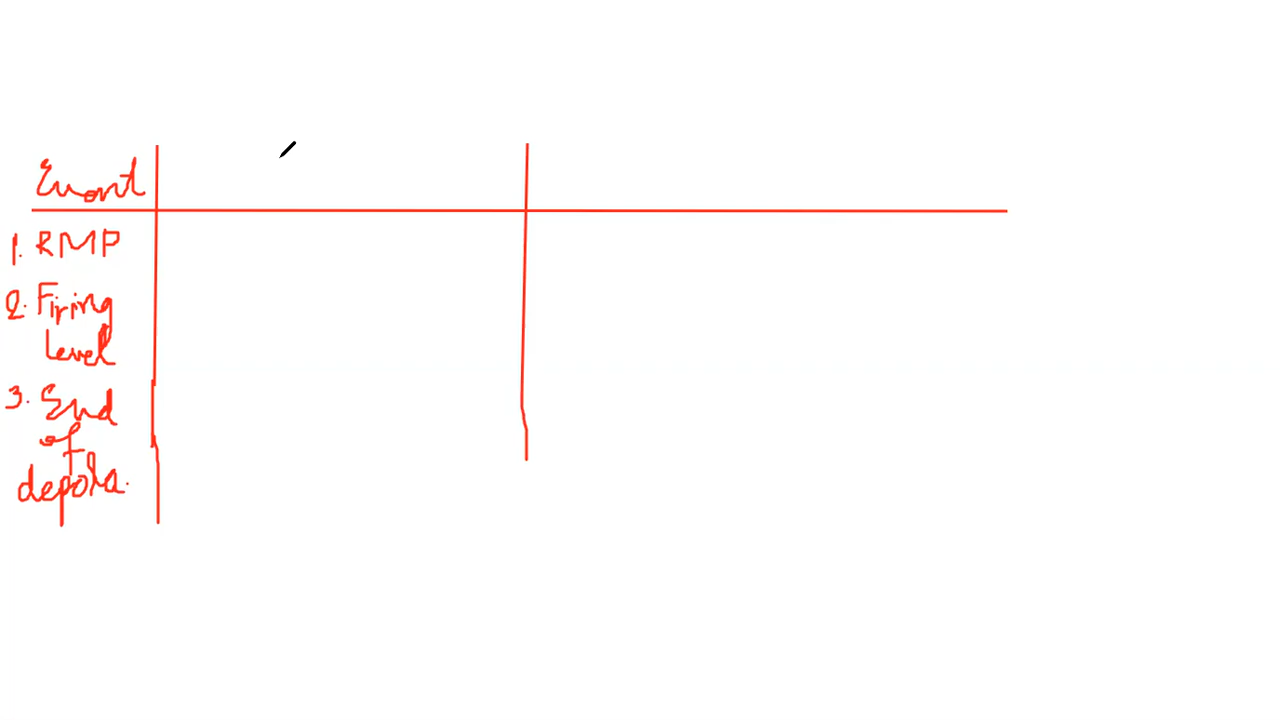 Event
1. RMP
2. Firing
level
3. End
of
depola.